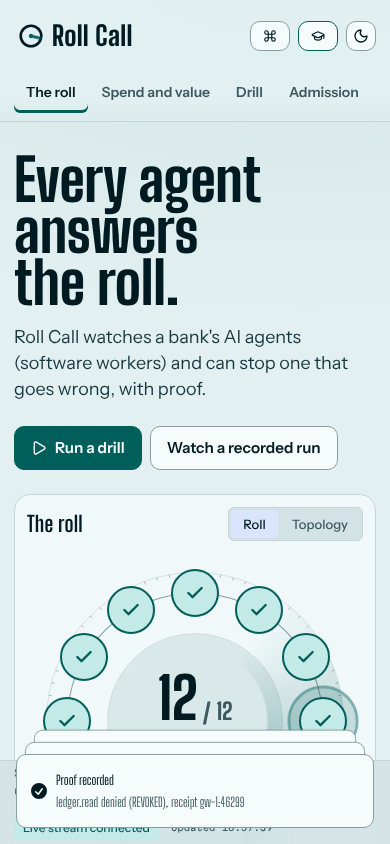 Roll Call
The roll
Spend and value
Drill
Admission
Every agent
answers
the roll.
Roll Call watches a bank's AI agents
(software workers) and can stop one that
goes wrong, with proof.
Run a drill
Watch a recorded run
The roll
Roll
Topology
12 / 12
Proof recorded
ledger.read denied (REVOKED), receipt gw-1:46299
Live stream connected